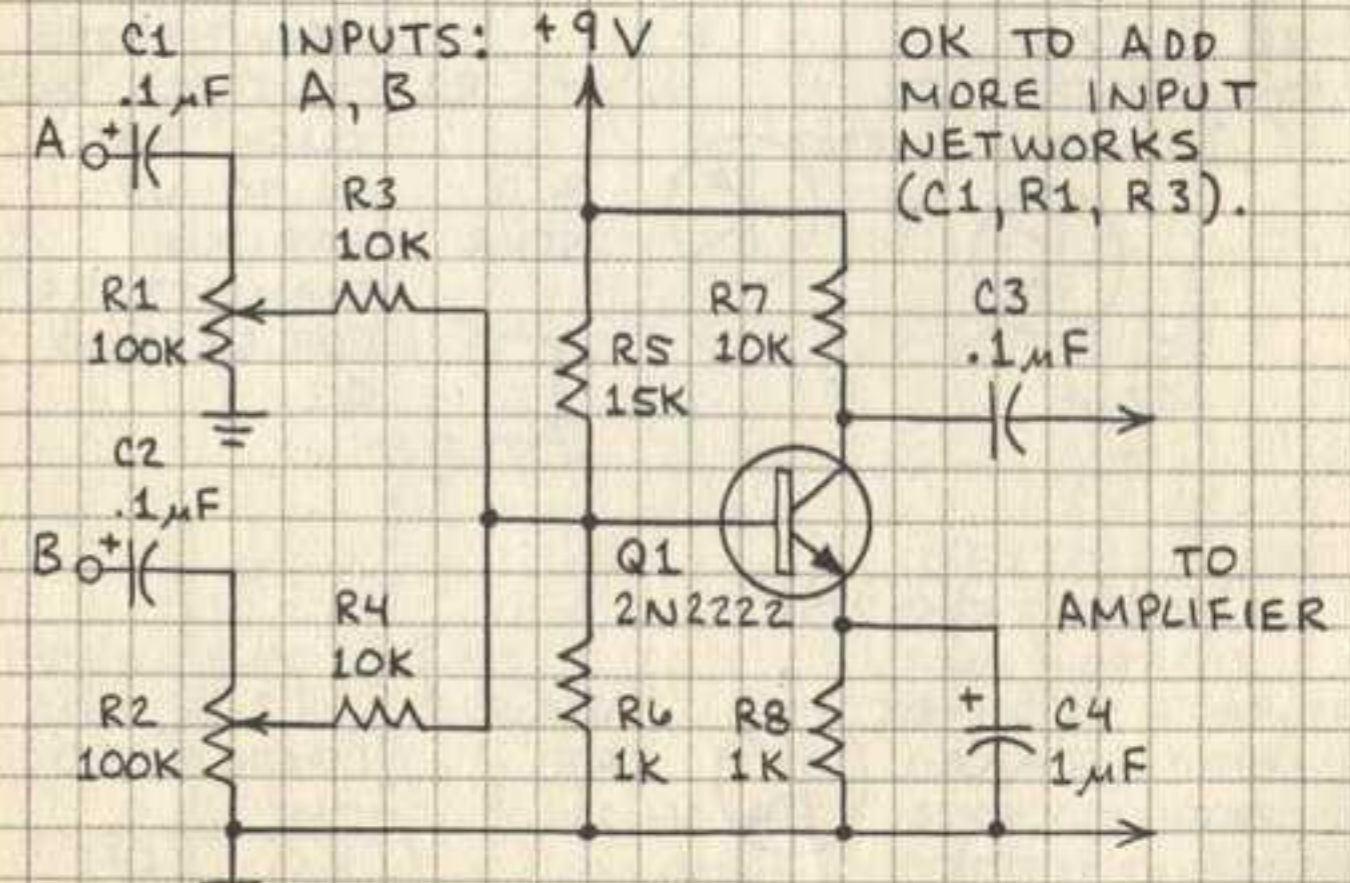 C1
.1µF
INPUTS:
A, B
+9V
OK TO ADD
MORE INPUT
NETWORKS
(C1, R1, R3).
A
+
R3
10K
R1
100K
R5
15K
R7
10K
C3
.1µF
C2
.1µF
B
+
R4
10K
Q1
2N2222
TO
AMPLIFIER
R2
100K
R6
1K
R8
1K
+
C4
1µF